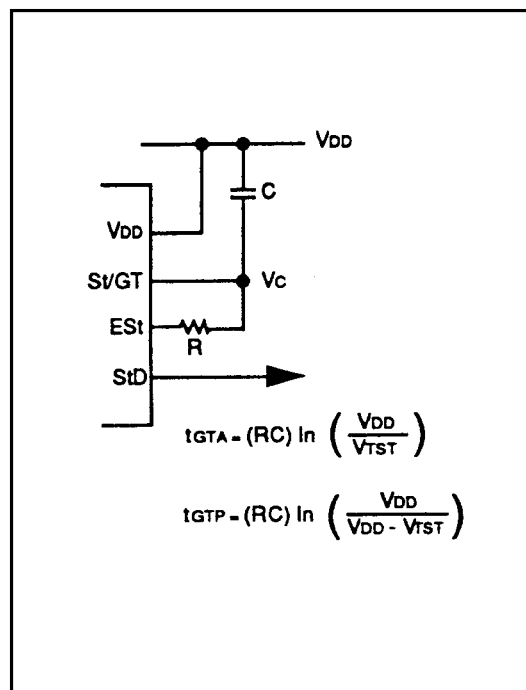 VDD
C
VDD
St/GT
VC
ESt
R
StD
tGTA = (RC) ln ( VDD / VTST )
tGTP = (RC) ln ( VDD / VDD - VTST )